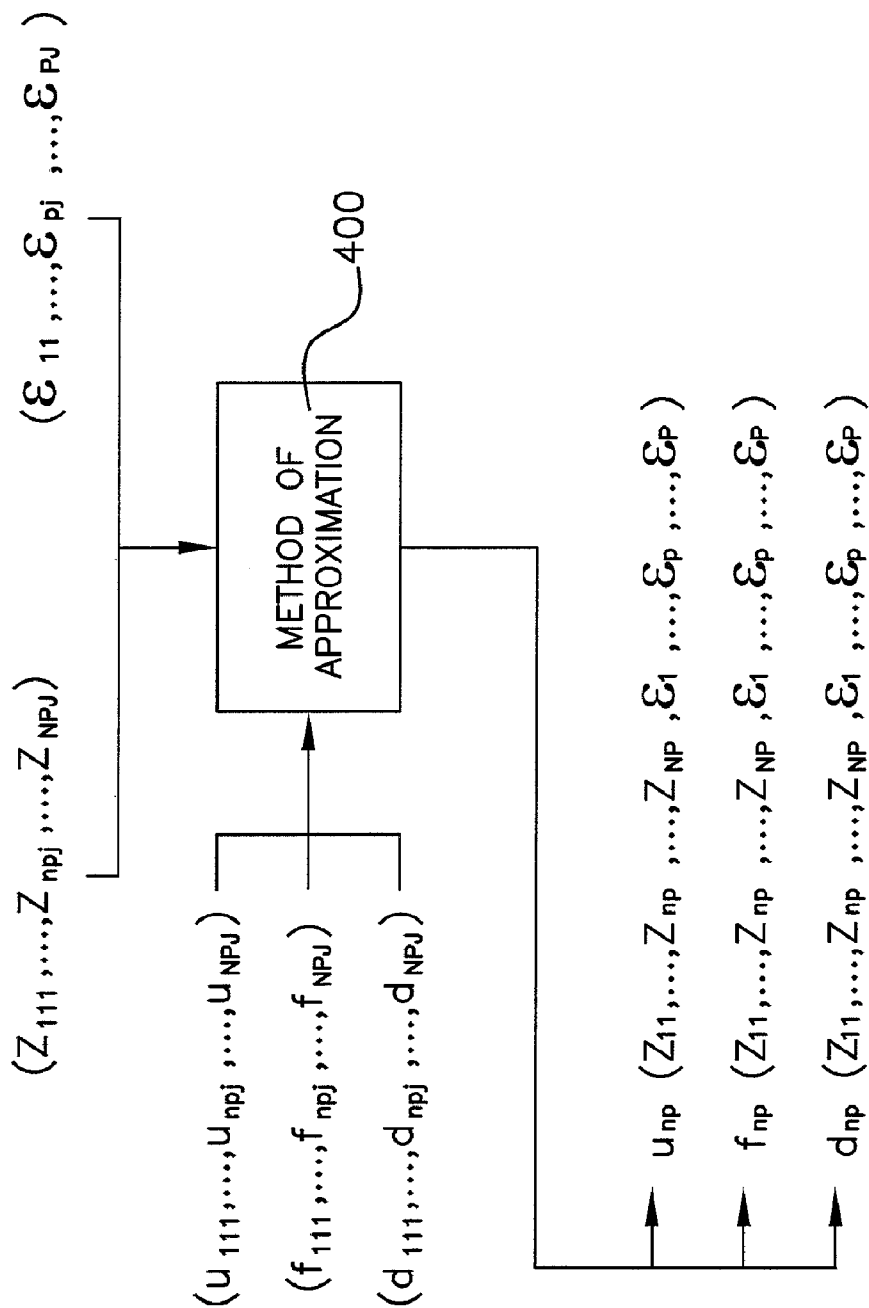 (Z111,...,Znpj,...,ZNPJ)
(ε11,...,εpj,...,εPJ)
(u111,...,unpj,...,uNPJ)
(f111,...,fnpj,...,fNPJ)
(d111,...,dnpj,...,dNPJ)
METHOD OF
APPROXIMATION
400
unp (Z11,...,Znp,...,ZNP,ε1,...,εp,...,εP)
fnp (Z11,...,Znp,...,ZNP,ε1,...,εp,...,εP)
dnp (Z11,...,Znp,...,ZNP,ε1,...,εp,...,εP)